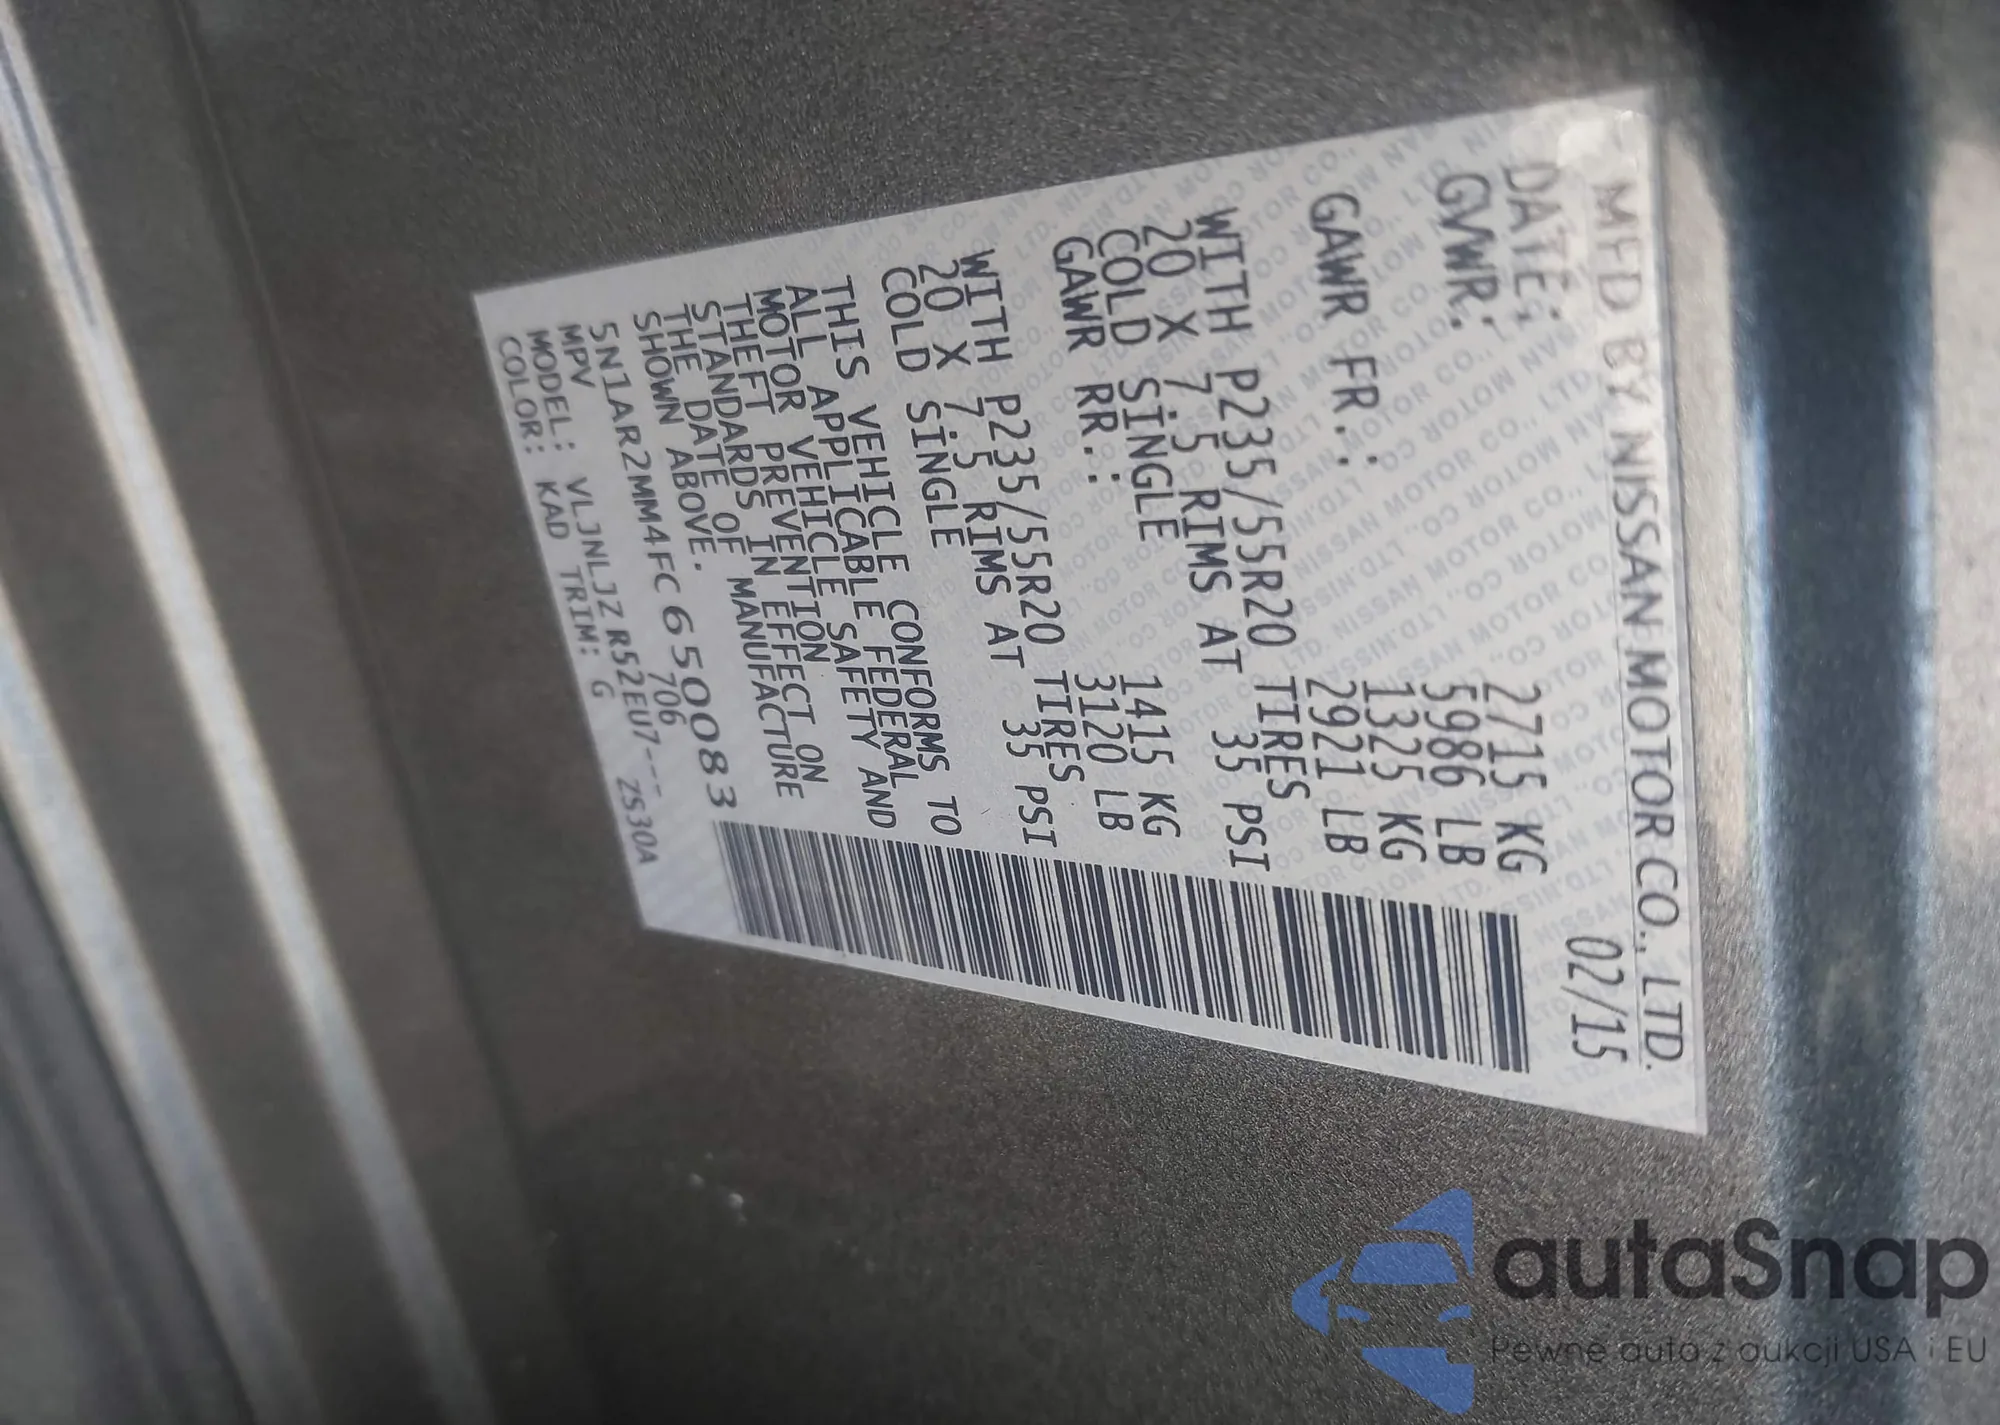 MFD BY NISSAN MOTOR CO., LTD.
DATE: 02/15
GVWR: 2715 KG
5986 LB
GAWR FR.: 1325 KG
2921 LB
WITH P235/55R20 TIRES
20 X 7.5 RIMS AT 35 PSI
COLD SINGLE
GAWR RR.: 1415 KG
3120 LB
WITH P235/55R20 TIRES
20 X 7.5 RIMS AT 35 PSI
COLD SINGLE
THIS VEHICLE CONFORMS TO
ALL APPLICABLE FEDERAL
MOTOR VEHICLE SAFETY AND
THEFT PREVENTION
STANDARDS IN EFFECT ON
THE DATE OF MANUFACTURE
SHOWN ABOVE.
5N1AR2MM4FC650083
MPV 706
MODEL: VLJNLJZ R52EU7---
COLOR: KAD TRIM: G ZS30A
autaSnap
Pewne auta z aukcji USA i EU